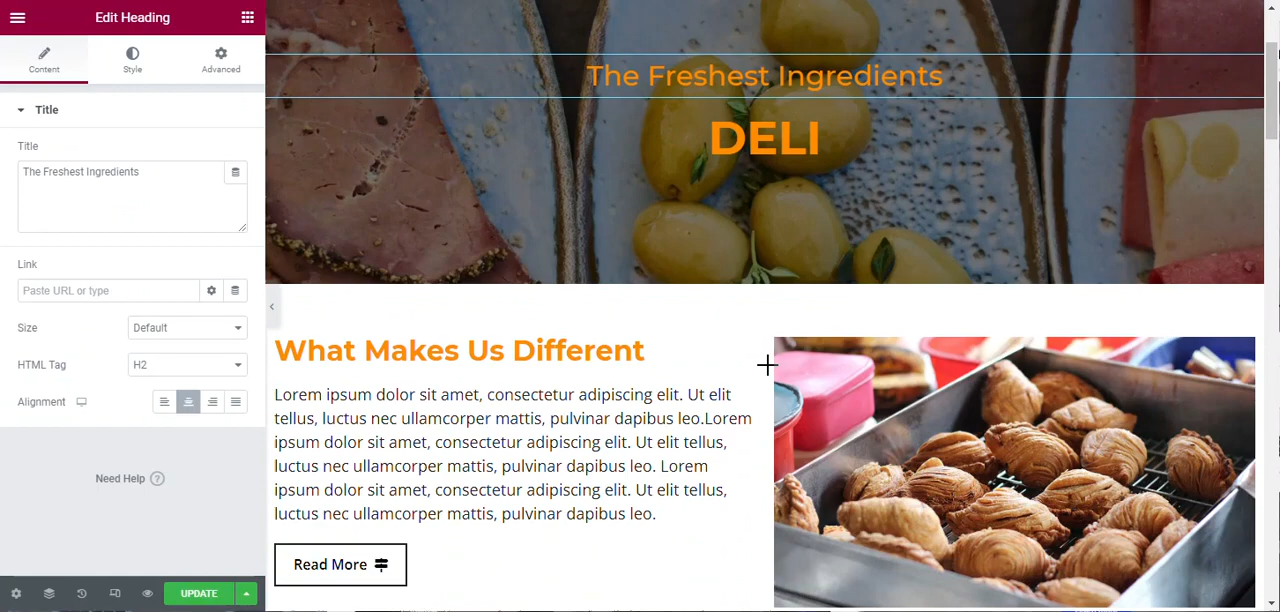 Edit Heading
Content
Style
Advanced
Title
Title
The Freshest Ingredients
Link
Paste URL or type
Size
Default
HTML Tag
H2
Alignment
Need Help
?
UPDATE
The Freshest Ingredients
DELI
What Makes Us Different
Lorem ipsum dolor sit amet, consectetur adipiscing elit. Ut elit
tellus, luctus nec ullamcorper mattis, pulvinar dapibus leo.Lorem
ipsum dolor sit amet, consectetur adipiscing elit. Ut elit tellus,
luctus nec ullamcorper mattis, pulvinar dapibus leo. Lorem
ipsum dolor sit amet, consectetur adipiscing elit. Ut elit tellus,
luctus nec ullamcorper mattis, pulvinar dapibus leo.
Read More